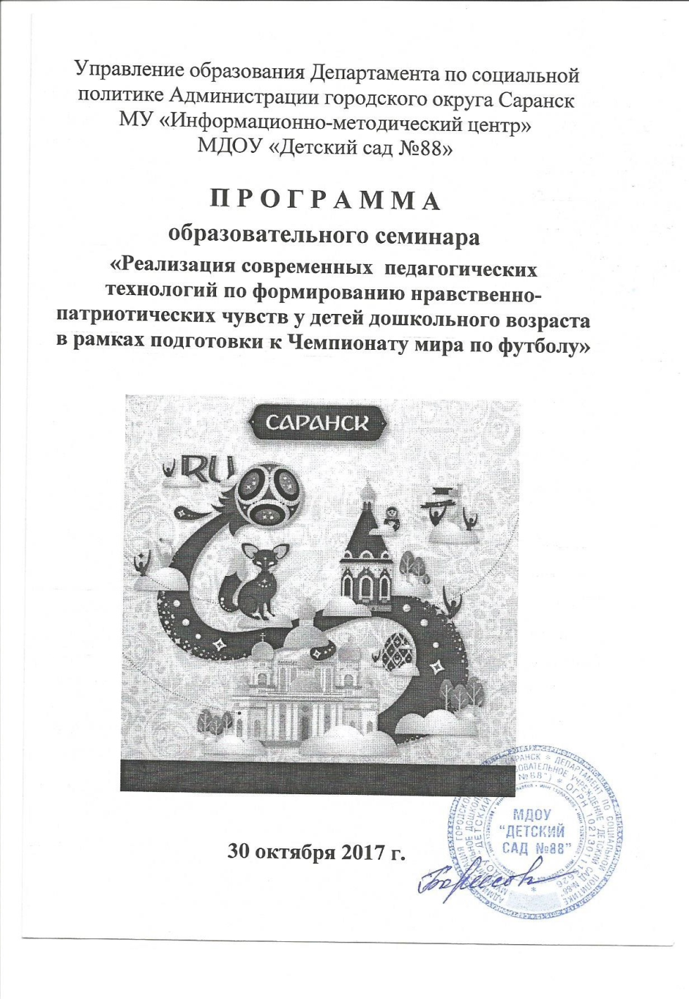 Управление образования Департамента по социальной
политике Администрации городского округа Саранск
МУ «Информационно-методический центр»
МДОУ «Детский сад №88»
П Р О Г Р А М М А
образовательного семинара
«Реализация современных педагогических
технологий по формированию нравственно-
патриотических чувств у детей дошкольного возраста
в рамках подготовки к Чемпионату мира по футболу»
САРАНСК
RU
30 октября 2017 г.
МДОУ
"ДЕТСКИЙ
САД №88"